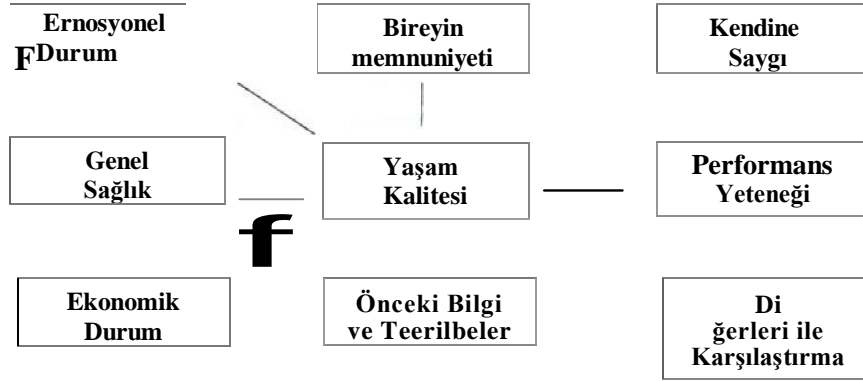 Ernosyonel
FDurum
Bireyin
memnuniyeti
Kendine
Saygı
Genel
Sağlık
Yaşam
Kalitesi
Performans
Yeteneği
f
Ekonomik
Durum
Önceki Bilgi
ve Teerilbeler
Di
ğerleri ile
Karşılaştırma